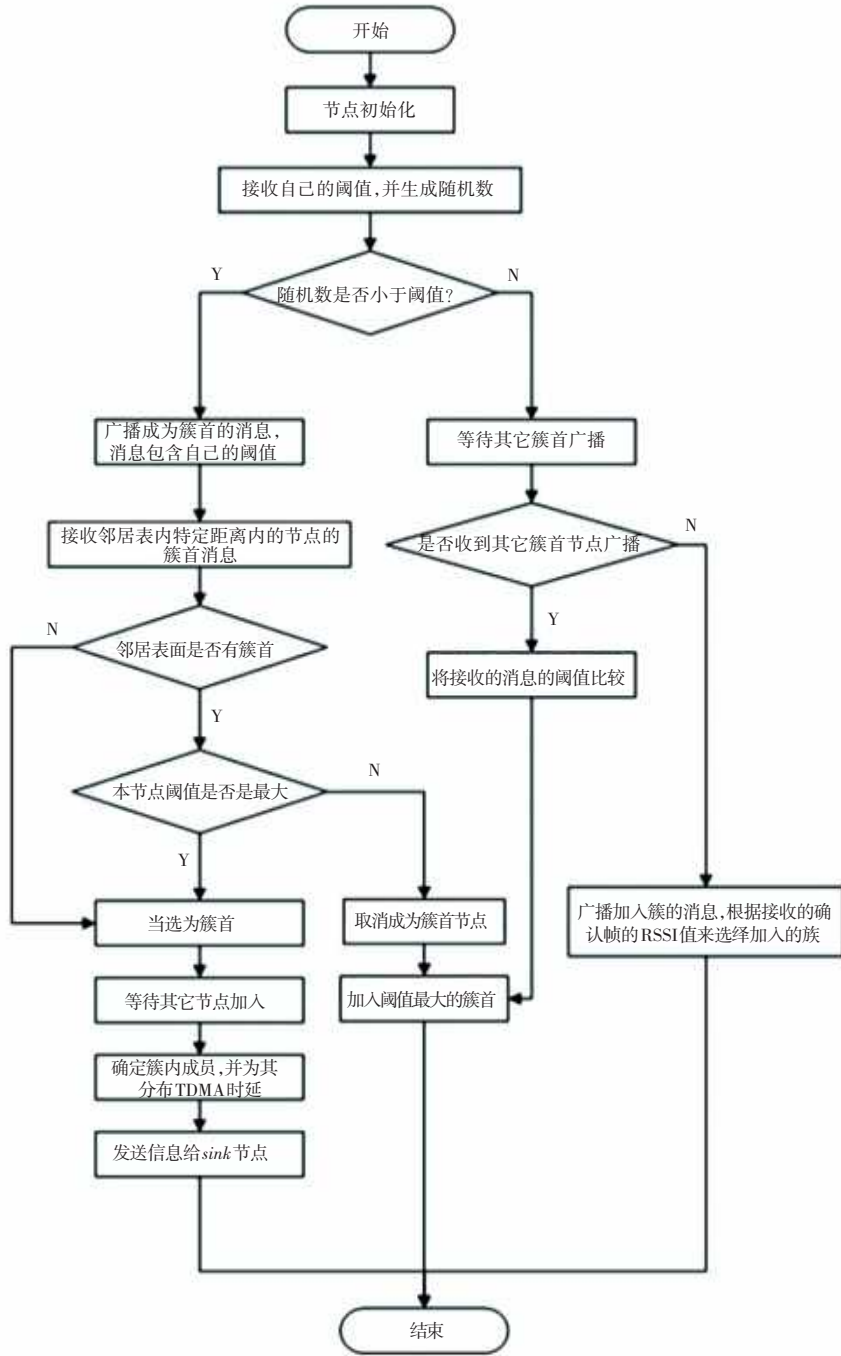 开始
节点初始化
接收自己的阈值,并生成随机数
Y
N
随机数是否小于阈值?
广播成为簇首的消息,
消息包含自己的阈值
等待其它簇首广播
接收邻居表内特定距离内的节点的
簇首消息
N
是否收到其它簇首节点广播
Y
N
邻居表面是否有簇首
将接收的消息的阈值比较
Y
N
本节点阈值是否是最大
Y
当选为簇首
取消成为簇首节点
广播加入簇的消息,根据接收的确
认帧的RSSI值来选绎加入的族
等待其它节点加入
加入阈值最大的簇首
确定簇内成员,并为其
分布TDMA时延
发送信息给sink节点
结束